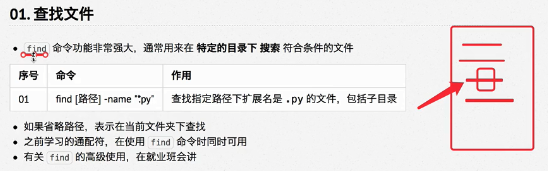 01. 查找文件
• find 命令功能非常强大，通常用来在 特定的目录下 搜索 符合条件的文件
序号 命令 作用
01 find [路径] -name "*.py" 查找指定路径下扩展名是 .py 的文件，包括子目录
• 如果省略路径，表示在当前文件夹下查找
• 之前学习的通配符，在使用 find 命令时同时可用
• 有关 find 的高级使用，在就业班会讲